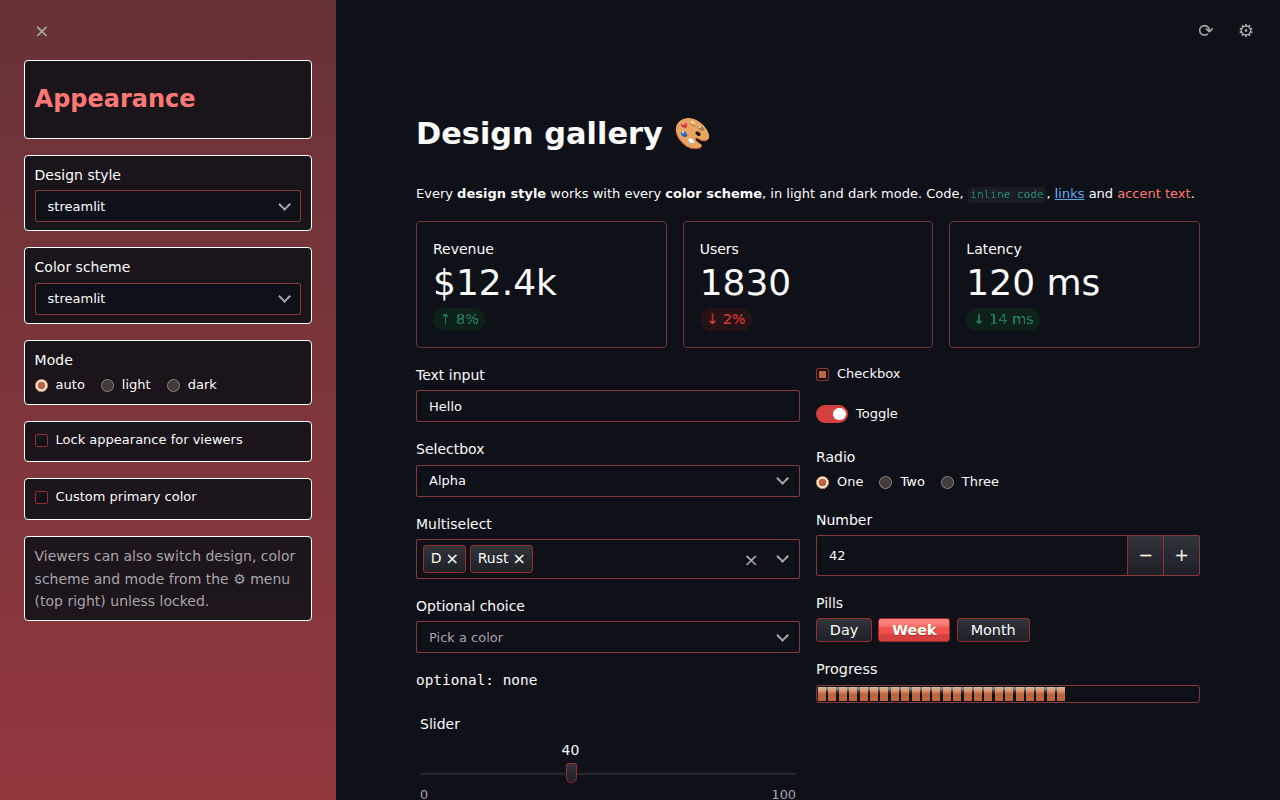 Appearance
Design style
streamlit
Color scheme
streamlit
Mode
auto light dark
Lock appearance for viewers
Custom primary color
Viewers can also switch design, color
scheme and mode from the ⚙ menu
(top right) unless locked.
Design gallery 🎨
Every design style works with every color scheme, in light and dark mode. Code, inline code, links and accent text.
Revenue
$12.4k
↑ 8%
Users
1830
↓ 2%
Latency
120 ms
↓ 14 ms
Text input
Hello
Selectbox
Alpha
Multiselect
D × Rust ×
Optional choice
Pick a color
optional: none
Slider
40
0 100
Checkbox
Toggle
Radio
One Two Three
Number
42 − +
Pills
Day Week Month
Progress